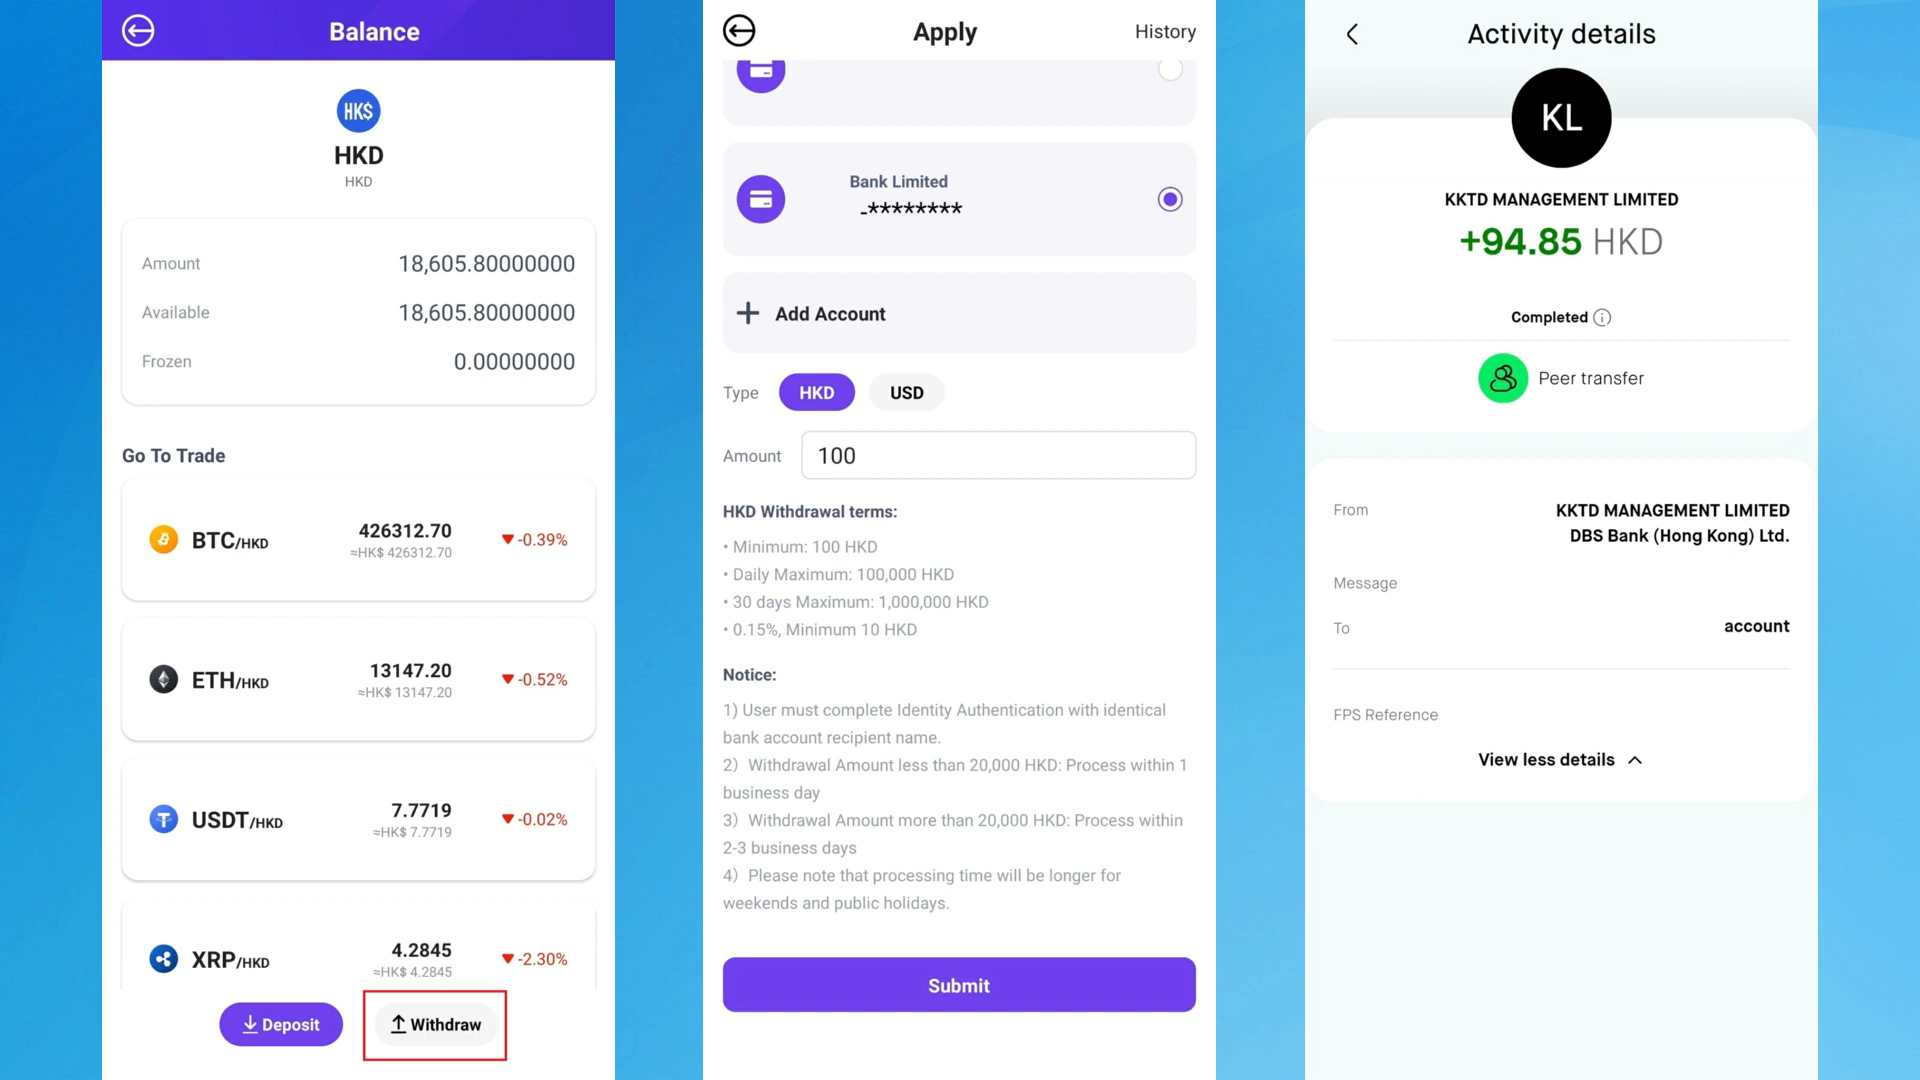 Balance
HK$
HKD
HKD
Amount 18,605.80000000
Available 18,605.80000000
Frozen 0.00000000
Go To Trade
BTC/HKD 426312.70 -0.39%
≈HK$ 426312.70
ETH/HKD 13147.20 -0.52%
≈HK$ 13147.20
USDT/HKD 7.7719 -0.02%
≈HK$ 7.7719
XRP/HKD 4.2845 -2.30%
≈HK$ 4.2845
Deposit Withdraw
Apply History
Bank Limited
-********
+ Add Account
Type HKD USD
Amount 100
HKD Withdrawal terms:
• Minimum: 100 HKD
• Daily Maximum: 100,000 HKD
• 30 days Maximum: 1,000,000 HKD
• 0.15%, Minimum 10 HKD
Notice:
1) User must complete Identity Authentication with identical
bank account recipient name.
2）Withdrawal Amount less than 20,000 HKD: Process within 1
business day
3）Withdrawal Amount more than 20,000 HKD: Process within
2-3 business days
4）Please note that processing time will be longer for
weekends and public holidays.
Submit
Activity details
KL
KKTD MANAGEMENT LIMITED
+94.85 HKD
Completed
Peer transfer
From KKTD MANAGEMENT LIMITED
DBS Bank (Hong Kong) Ltd.
Message
To account
FPS Reference
View less details